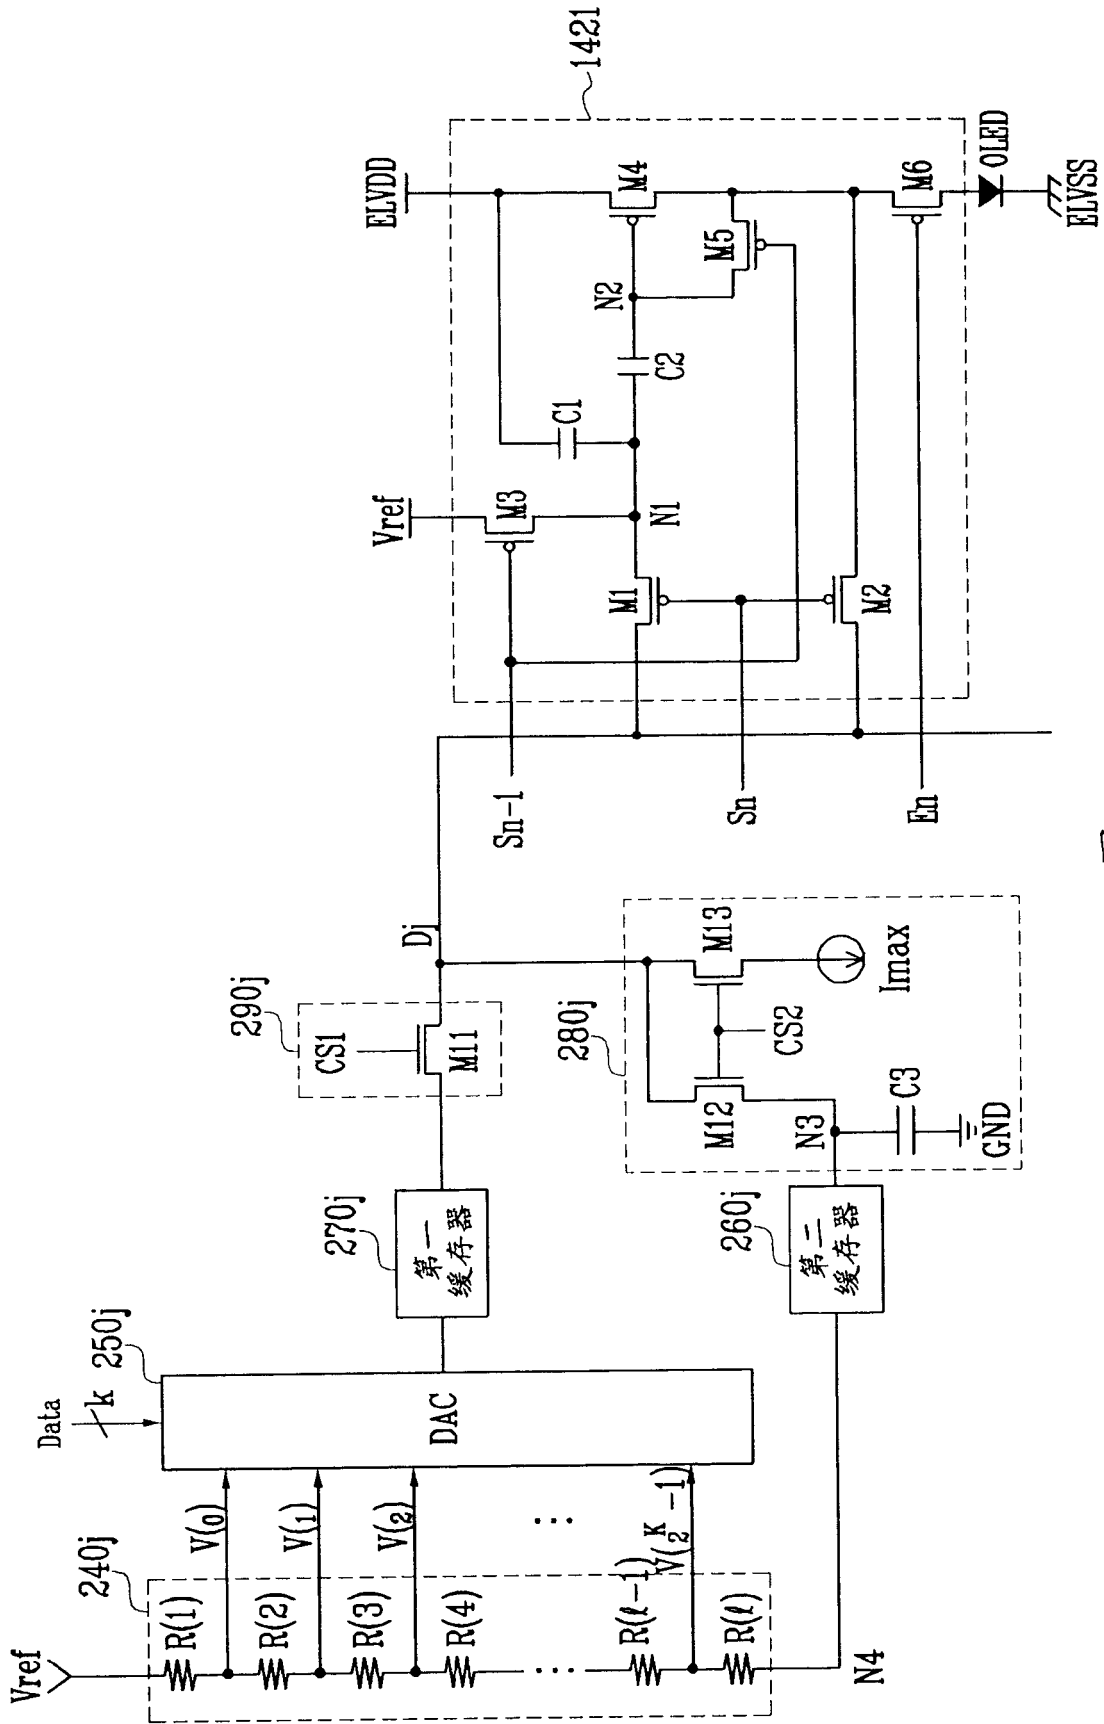 Vref
240j
R(1)
R(2)
R(3)
R(4)
R(ℓ-1)
R(ℓ)
N4
V(0)
V(1)
V(2)
V(2^K-1)
Data
k
250j
DAC
270j
第一
缓存器
260j
第二
缓存器
290j
CS1
M11
Dj
280j
M12
M13
CS2
N3
C3
GND
Imax
Sn-1
Sn
En
Vref
ELVDD
1421
M3
C1
N1
M1
C2
N2
M4
M5
M2
M6
OLED
ELVSS